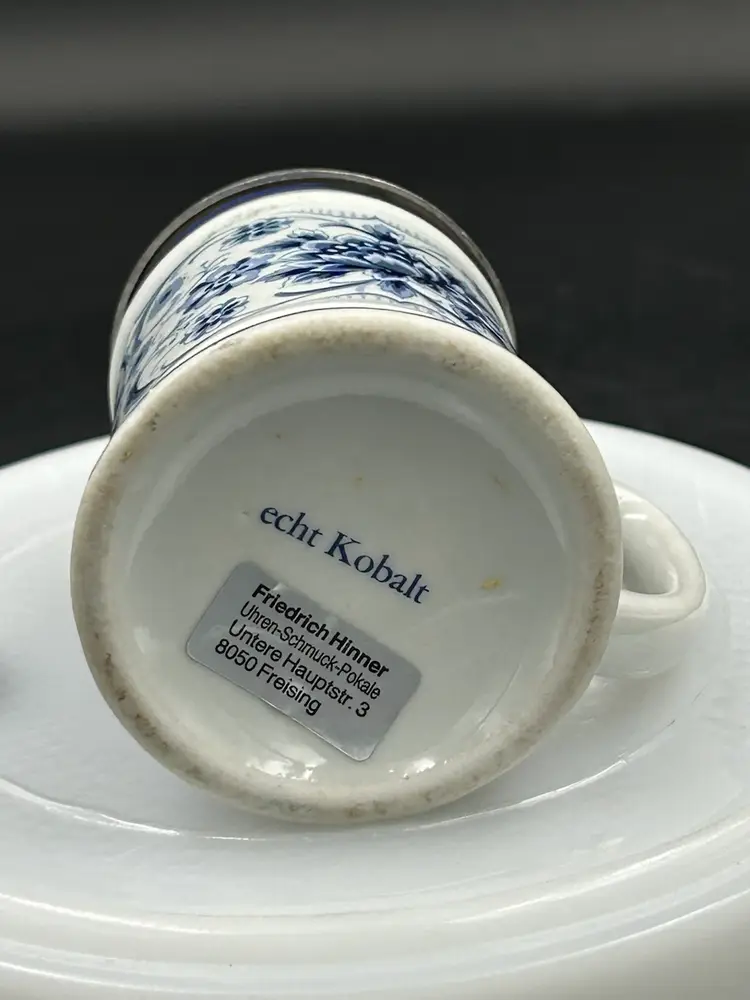 echt Kobalt
Friedrich Hinner
Uhren-Schmuck-Pokale
Untere Hauptstr. 3
8050 Freising